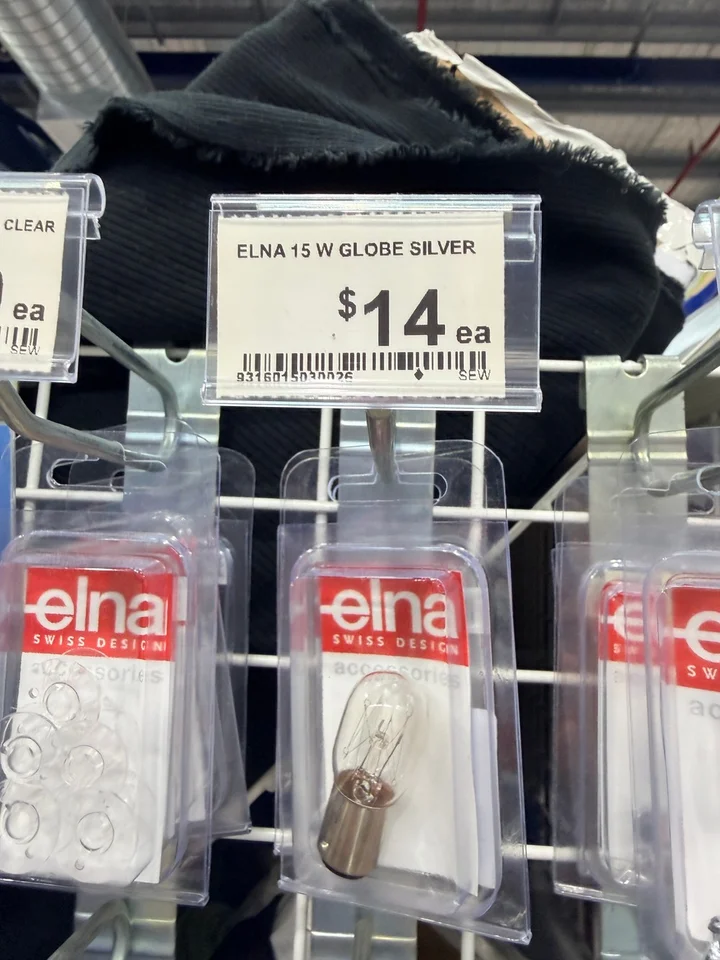 CLEAR
ea
SEW
ELNA 15 W GLOBE SILVER
$14 ea
9316015030026
SEW
elna
SWISS DESIGN
accessories
elna
SWISS DESIGN
accessories